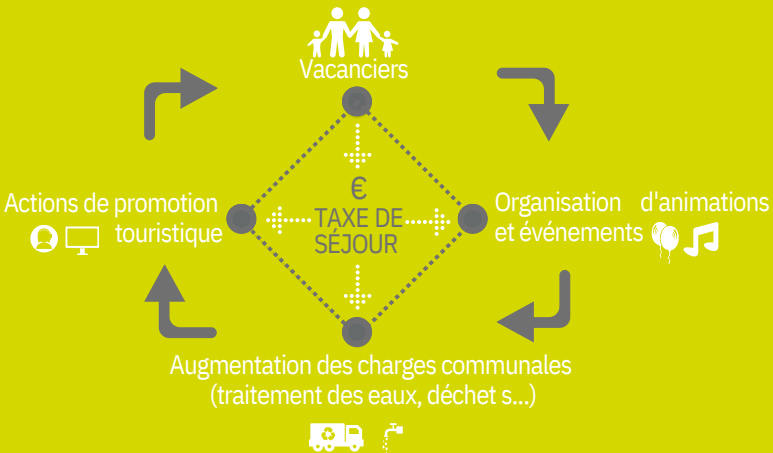 Vacanciers
Actions de promotion
touristique
€
TAXE DE
SÉJOUR
Organisation d'animations
et événements
Augmentation des charges communales
(traitement des eaux, déchet s...)